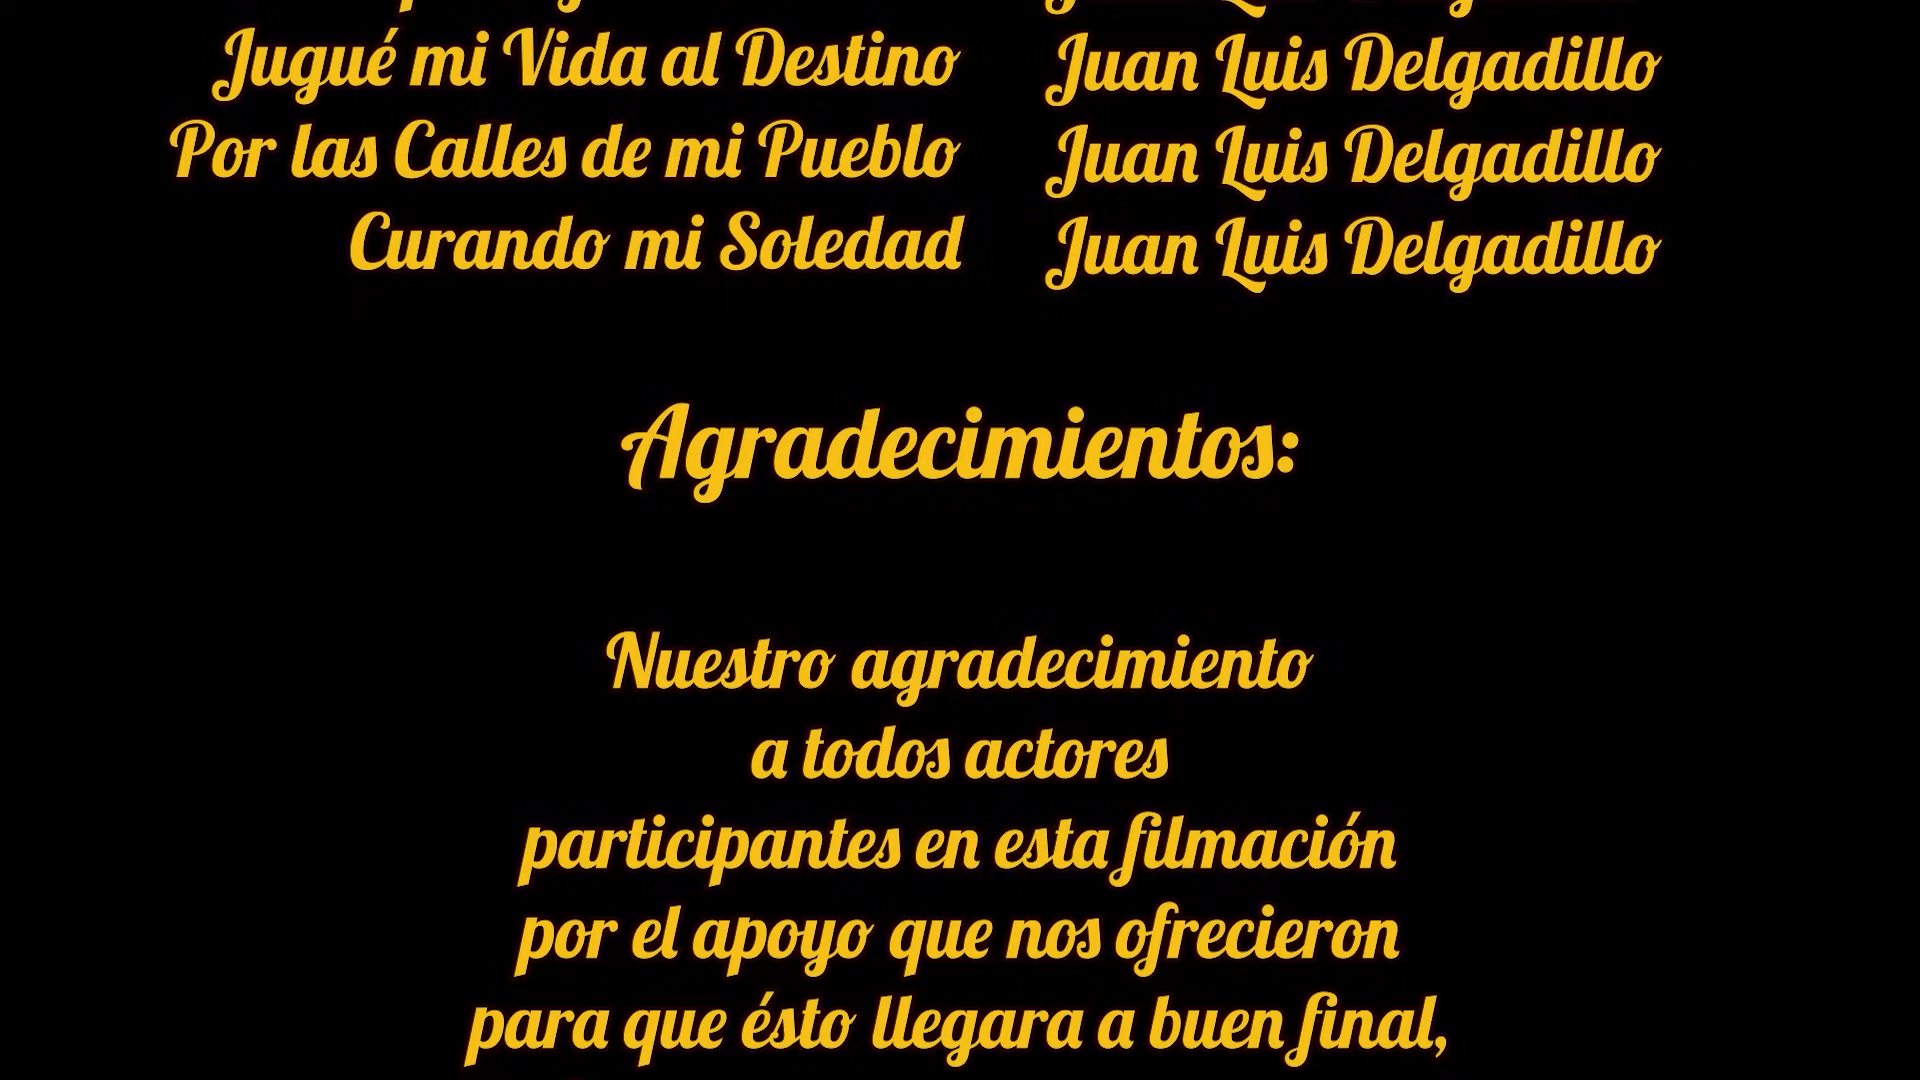 Jugué mi Vida al Destino Juan Luis Delgadillo
Por las Calles de mi Pueblo Juan Luis Delgadillo
Curando mi Soledad Juan Luis Delgadillo
Agradecimientos:
Nuestro agradecimiento
a todos actores
participantes en esta filmación
por el apoyo que nos ofrecieron
para que ésto llegara a buen final,